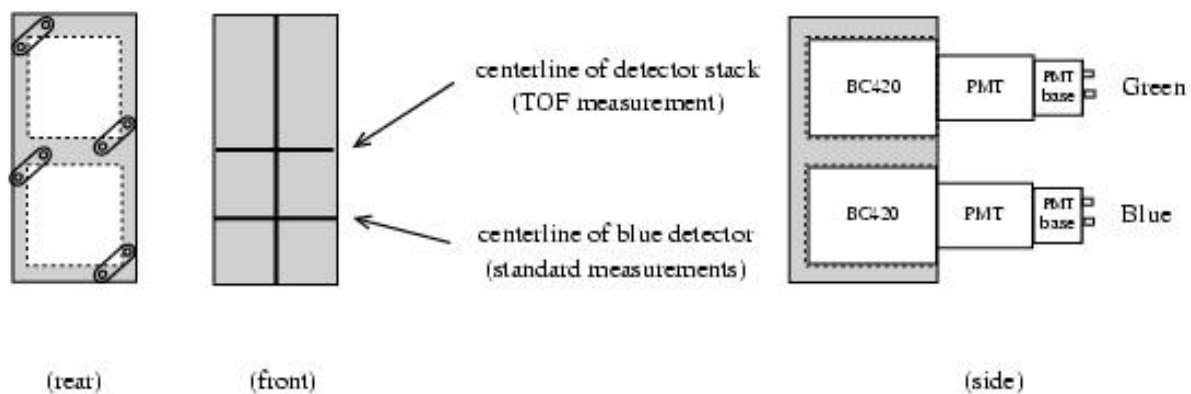 centerline of detector stack
(TOF measurement)
centerline of blue detector
(standard measurements)
BC420
PMT
PMT
base
Green
BC420
PMT
PMT
base
Blue
(rear)
(front)
(side)